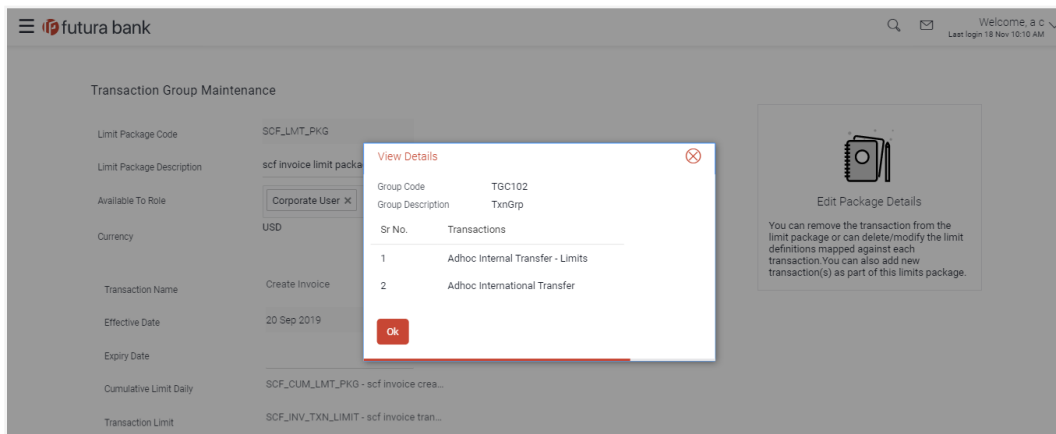 futura bank
Welcome, a c
Last login 18 Nov 10:10 AM
Transaction Group Maintenance
Limit Package Code SCF_LMT_PKG
Limit Package Description scf invoice limit packa
Available To Role Corporate User ×
Currency USD
Transaction Name Create Invoice
Effective Date 20 Sep 2019
Expiry Date
Cumulative Limit Daily SCF_CUM_LMT_PKG - scf invoice crea...
Transaction Limit SCF_INV_TXN_LIMIT - scf invoice tran...
View Details
Group Code TGC102
Group Description TxnGrp
Sr No. Transactions
1 Adhoc Internal Transfer - Limits
2 Adhoc International Transfer
Ok
Edit Package Details
You can remove the transaction from the
limit package or can delete/modify the limit
definitions mapped against each
transaction.You can also add new
transaction(s) as part of this limits package.